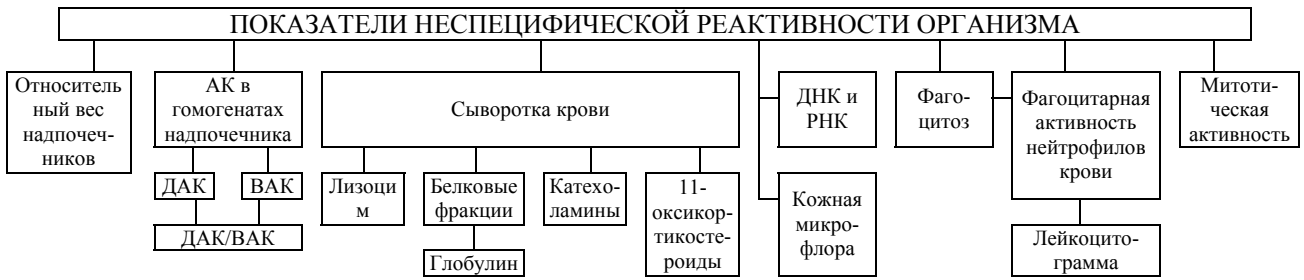 ПОКАЗАТЕЛИ НЕСПЕЦИФИЧЕСКОЙ РЕАКТИВНОСТИ ОРГАНИЗМА
Относитель
ный вес
надпочеч-
ников
АК в
гомогенатах
надпочечника
Сыворотка крови
ДНК и
РНК
Фаго-
цитоз
Фагоцитарная
активность
нейтрофилов
крови
Митоти-
ческая
активность
ДАК
ВАК
ДАК/ВАК
Лизоци
м
Белковые
фракции
Глобулин
Катехо-
ламины
11-
оксикор-
тикосте-
роиды
Кожная
микро-
флора
Лейкоцито-
грамма